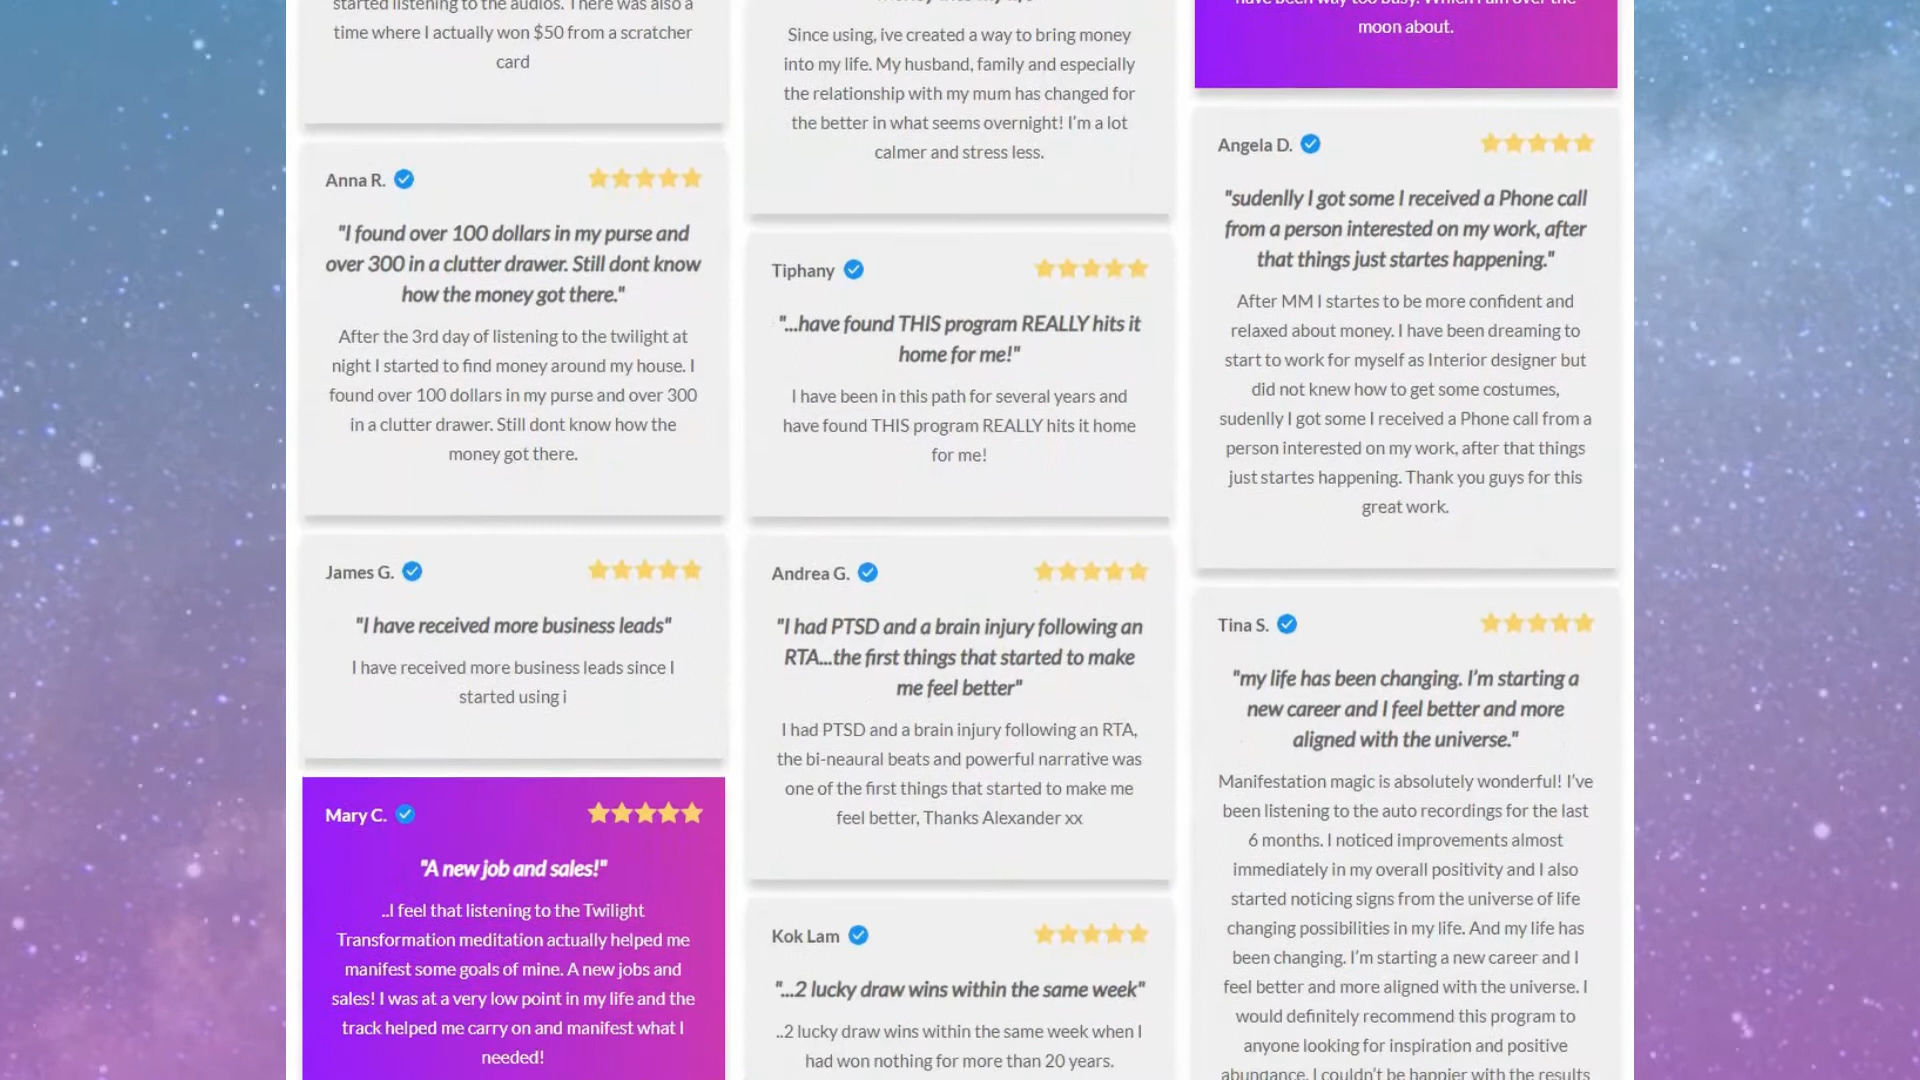 started listening to the audios. There was also a
time where I actually won $50 from a scratcher
card
Anna R.
"I found over 100 dollars in my purse and
over 300 in a clutter drawer. Still dont know
how the money got there."
After the 3rd day of listening to the twilight at
night I started to find money around my house. I
found over 100 dollars in my purse and over 300
in a clutter drawer. Still dont know how the
money got there.
James G.
"I have received more business leads"
I have received more business leads since I
started using i
Mary C.
"A new job and sales!"
..I feel that listening to the Twilight
Transformation meditation actually helped me
manifest some goals of mine. A new jobs and
sales! I was at a very low point in my life and the
track helped me carry on and manifest what I
needed!
Since using, ive created a way to bring money
into my life. My husband, family and especially
the relationship with my mum has changed for
the better in what seems overnight! I'm a lot
calmer and stress less.
Tiphany
"...have found THIS program REALLY hits it
home for me!"
I have been in this path for several years and
have found THIS program REALLY hits it home
for me!
Andrea G.
"I had PTSD and a brain injury following an
RTA...the first things that started to make
me feel better"
I had PTSD and a brain injury following an RTA,
the bi-neaural beats and powerful narrative was
one of the first things that started to make me
feel better, Thanks Alexander xx
Kok Lam
"...2 lucky draw wins within the same week"
..2 lucky draw wins within the same week when I
had won nothing for more than 20 years.
have been way too busy. Which I am over the
moon about.
Angela D.
"sudenlly I got some I received a Phone call
from a person interested on my work, after
that things just startes happening."
After MM I startes to be more confident and
relaxed about money. I have been dreaming to
start to work for myself as Interior designer but
did not knew how to get some costumes,
sudenlly I got some I received a Phone call from a
person interested on my work, after that things
just startes happening. Thank you guys for this
great work.
Tina S.
"my life has been changing. I'm starting a
new career and I feel better and more
aligned with the universe."
Manifestation magic is absolutely wonderful! I've
been listening to the auto recordings for the last
6 months. I noticed improvements almost
immediately in my overall positivity and I also
started noticing signs from the universe of life
changing possibilities in my life. And my life has
been changing. I'm starting a new career and I
feel better and more aligned with the universe. I
would definitely recommend this program to
anyone looking for inspiration and positive
abundance. I couldn't be happier with the results